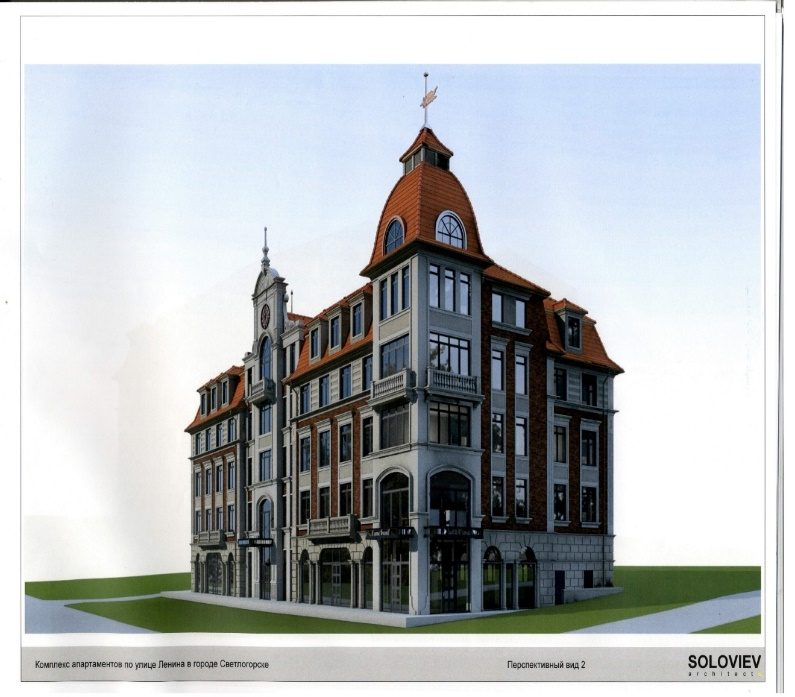 Комплекс апартаментов по улице Ленина в городе Светлогорске
Перспективный вид 2
SOLOVIEV
architects